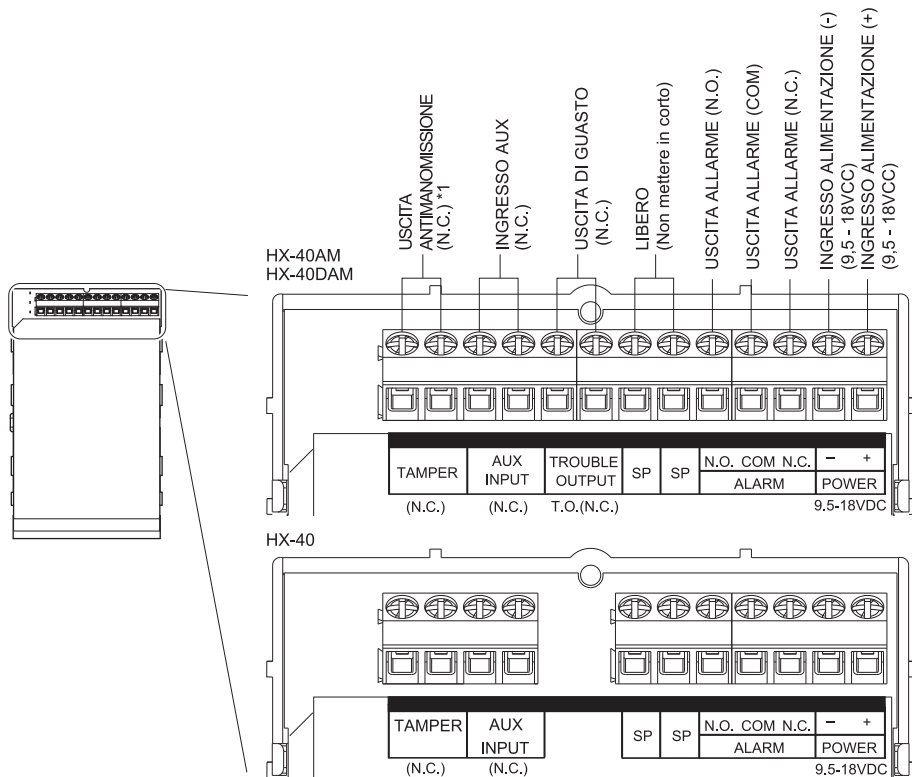 USCITA
ANTIMANOMISSIONE
(N.C.) *1
INGRESSO AUX
(N.C.)
USCITA DI GUASTO
(N.C.)
LIBERO
(Non mettere in corto)
USCITA ALLARME (N.O.)
USCITA ALLARME (COM)
USCITA ALLARME (N.C.)
INGRESSO ALIMENTAZIONE (-)
(9,5 - 18VCC)
INGRESSO ALIMENTAZIONE (+)
(9,5 - 18VCC)
HX-40AM
HX-40DAM
TAMPER
(N.C.)
AUX
INPUT
(N.C.)
TROUBLE
OUTPUT
T.O.(N.C.)
SP
SP
N.O. COM N.C.
ALARM
− +
POWER
9.5-18VDC
HX-40
TAMPER
(N.C.)
AUX
INPUT
(N.C.)
SP
SP
N.O. COM N.C.
ALARM
− +
POWER
9.5-18VDC